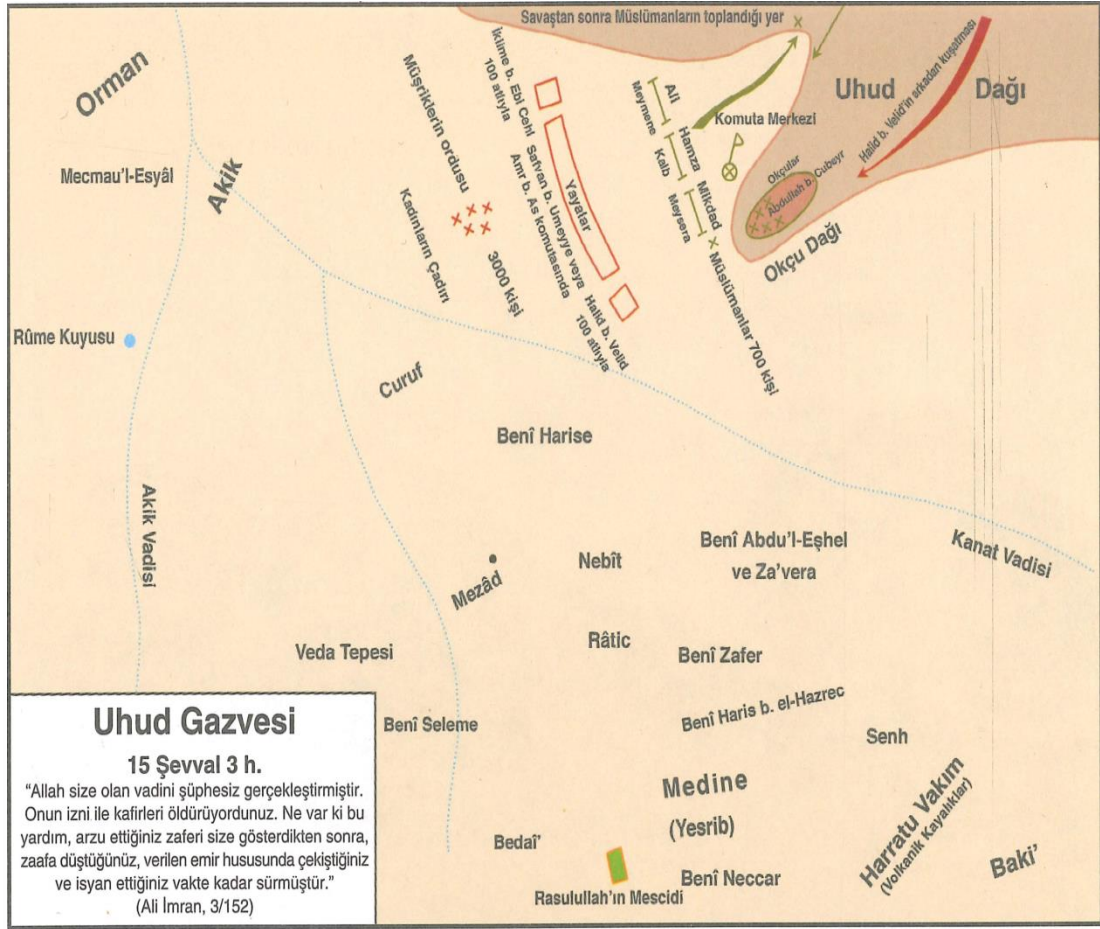 Savaştan sonra Müslümanların toplandığı yer
Orman
Mecmau'l-Esyâl
Akik
Müşriklerin ordusu
3000 kişi
Kadınların Çadırı
İklime b. Ebi Cehl
100 atlıyla
Safvan b. Umeyye veya
Amr b. As komutasında
Yayalar
Halid b. Velid
100 atlıyla
Ali
Meymene
Hamza
Kalb
Mikdad
Meysera
Müslümanlar 700 kişi
Komuta Merkezi
Uhud Dağı
Halid b. Velid'in arkadan kuşatması
Okçular
Abdullah b. Cubeyr
Okçu Dağı
Rûme Kuyusu
Curuf
Benî Harise
Akik Vadisi
Mezâd
Nebît
Benî Abdu'l-Eşhel
ve Za'vera
Kanat Vadisi
Veda Tepesi
Râtic
Benî Zafer
Benî Seleme
Benî Haris b. el-Hazrec
Senh
Medine
(Yesrib)
Harratu Vakım
(Volkanik Kayalıklar)
Baki'
Bedaî'
Rasulullah'ın Mescidi
Benî Neccar
Uhud Gazvesi
15 Şevval 3 h.
"Allah size olan vadini şüphesiz gerçekleştirmiştir.
Onun izni ile kafirleri öldürüyordunuz. Ne var ki bu
yardım, arzu ettiğiniz zaferi size gösterdikten sonra,
zaafa düştüğünüz, verilen emir hususunda çekiştiğiniz
ve isyan ettiğiniz vakte kadar sürmüştür."
(Ali İmran, 3/152)